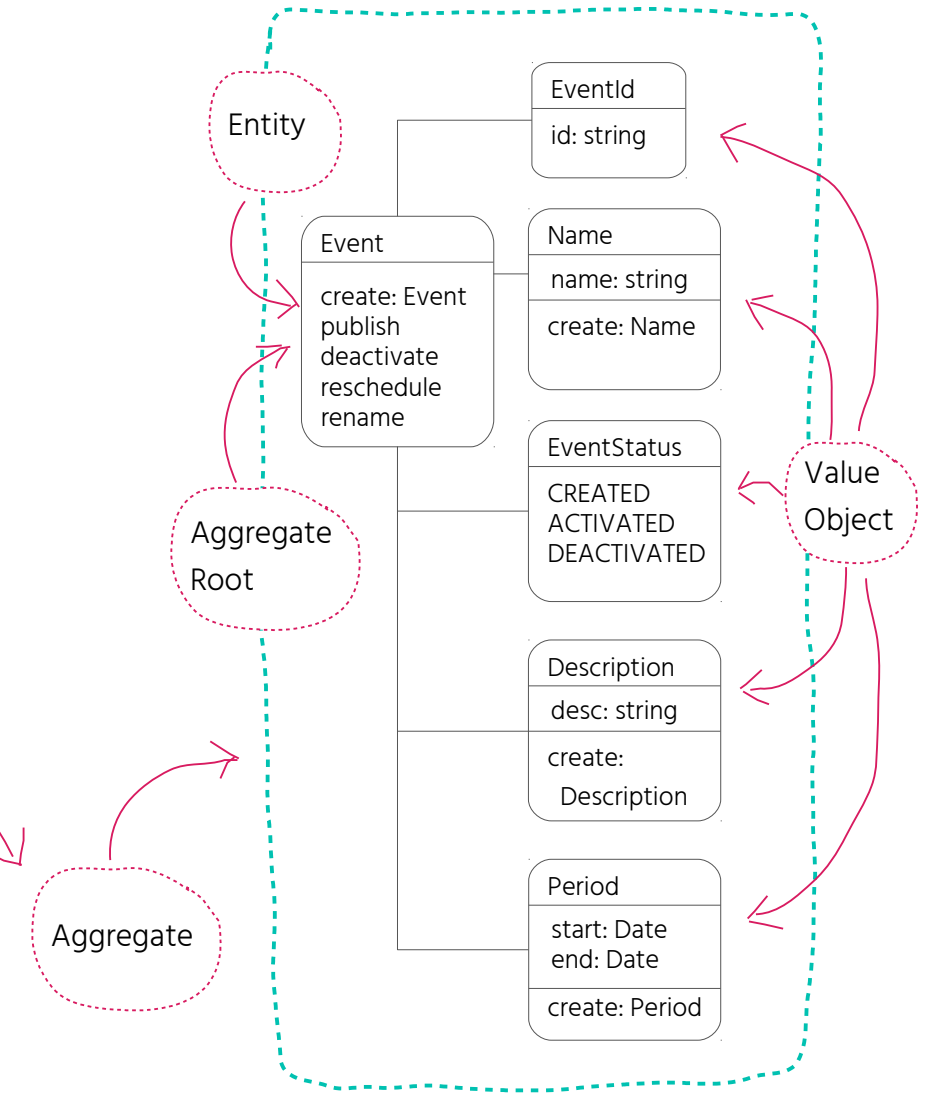 Entity
EventId
id: string
Event
create: Event
publish
deactivate
reschedule
rename
Name
name: string
create: Name
EventStatus
CREATED
ACTIVATED
DEACTIVATED
Value
Object
Aggregate
Root
Description
desc: string
create:
Description
Aggregate
Period
start: Date
end: Date
create: Period